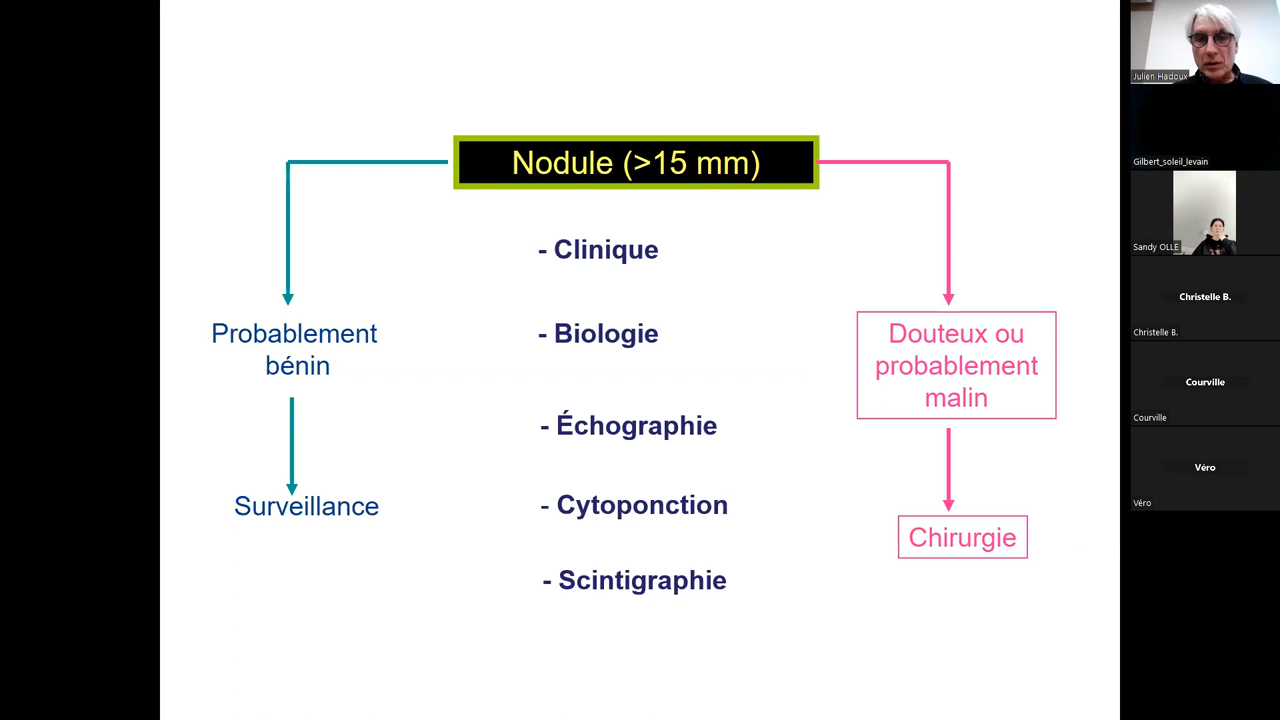 Nodule (>15 mm)
- Clinique
- Biologie
- Échographie
- Cytoponction
- Scintigraphie
Probablement
bénin
Surveillance
Douteux ou
probablement
malin
Chirurgie
Julien Hadoux
Gilbert_soleil_levain
Sandy OLLE
Christelle B.
Christelle B.
Courville
Courville
Véro
Véro